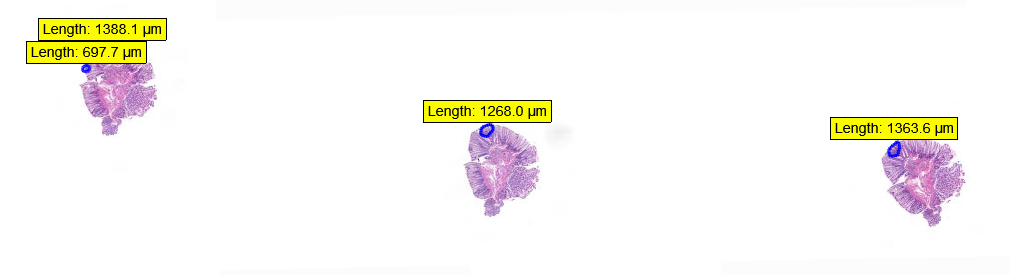 Length: 1388.1 µm
Length: 697.7 µm
Length: 1268.0 µm
Length: 1363.6 µm